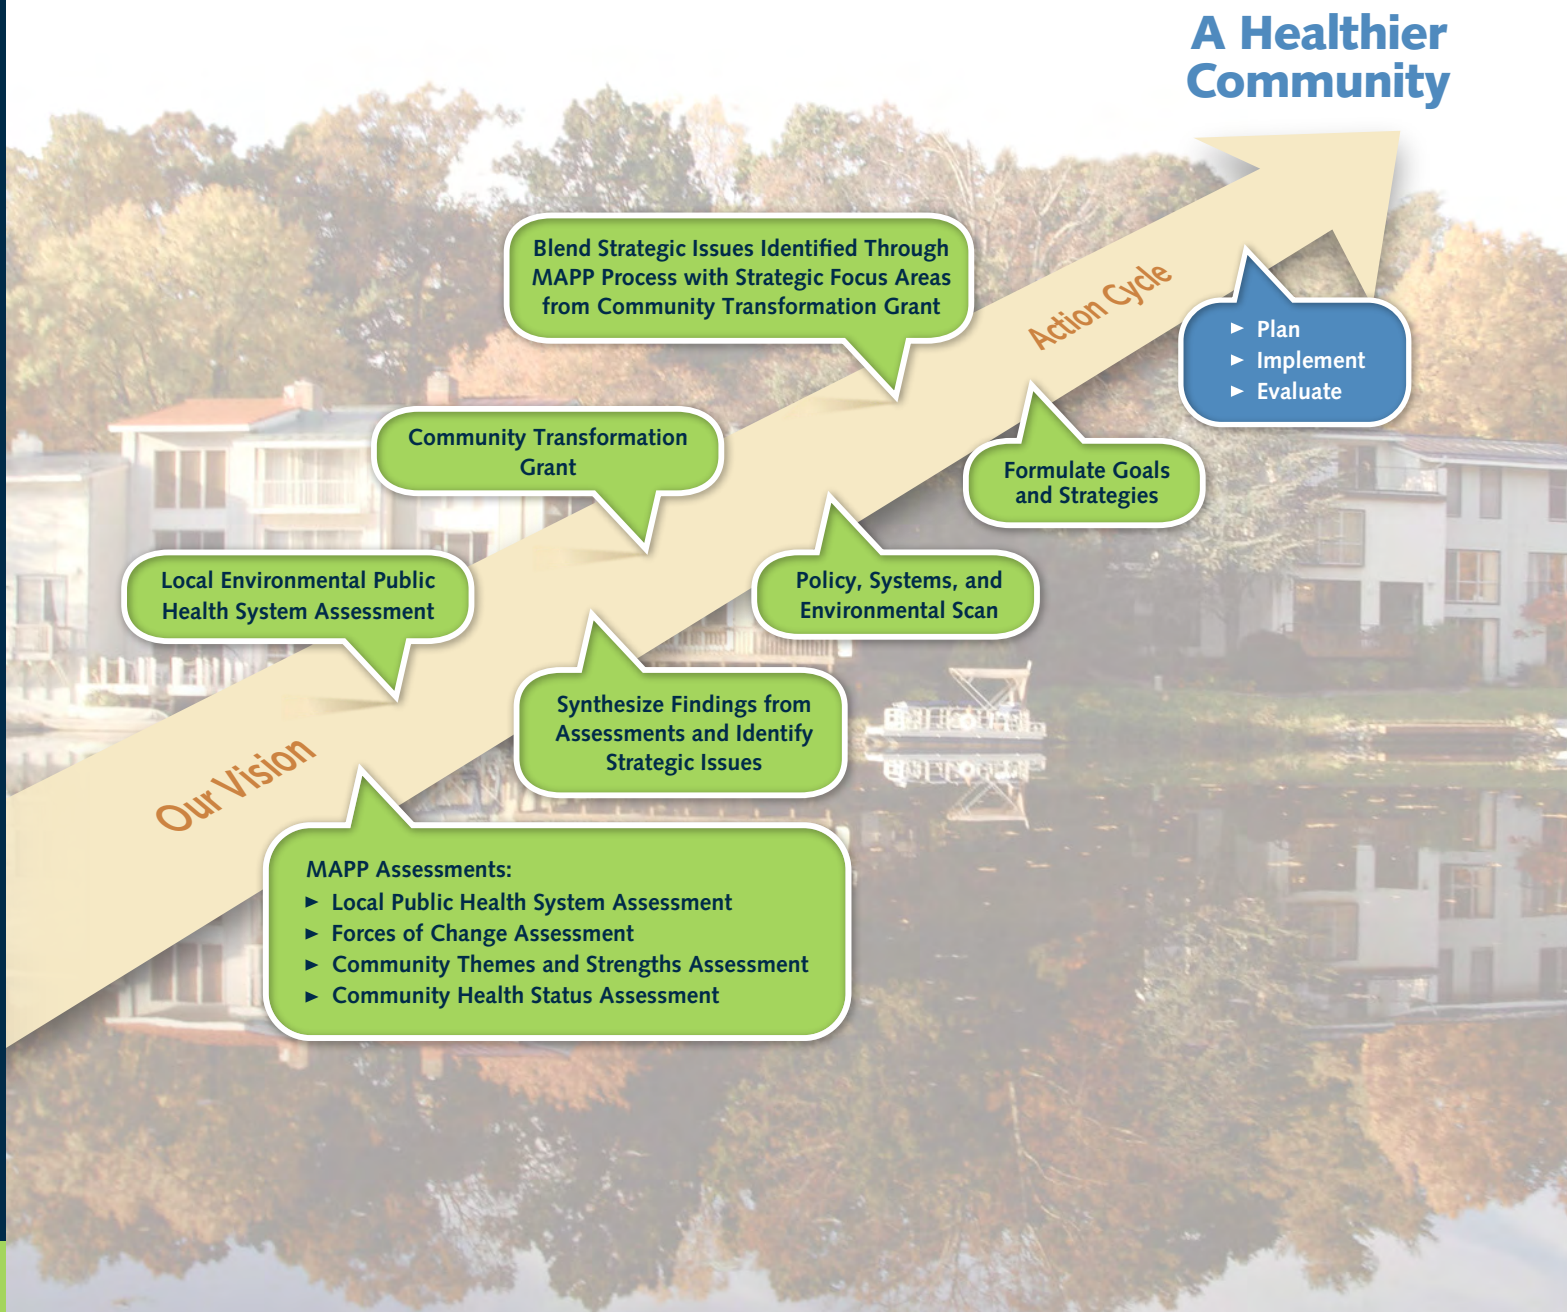 A Healthier
Community
Blend Strategic Issues Identified Through
MAPP Process with Strategic Focus Areas
from Community Transformation Grant
Action Cycle
► Plan
► Implement
► Evaluate
Community Transformation
Grant
Formulate Goals
and Strategies
Local Environmental Public
Health System Assessment
Policy, Systems, and
Environmental Scan
Synthesize Findings from
Assessments and Identify
Strategic Issues
Our Vision
MAPP Assessments:
► Local Public Health System Assessment
► Forces of Change Assessment
► Community Themes and Strengths Assessment
► Community Health Status Assessment